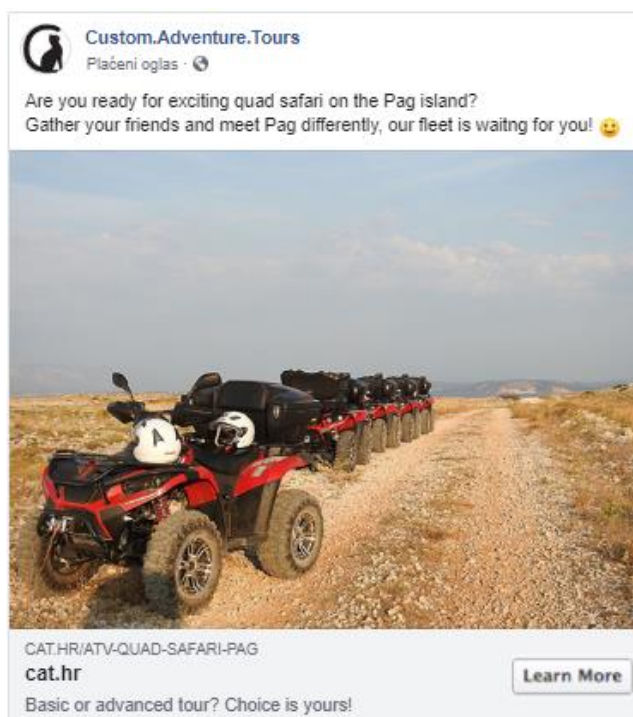 Custom.Adventure.Tours
Plaćeni oglas ·
Are you ready for exciting quad safari on the Pag island?
Gather your friends and meet Pag differently, our fleet is waitng for you! 🙂
A
CAT.HR/ATV-QUAD-SAFARI-PAG
cat.hr
Learn More
Basic or advanced tour? Choice is yours!